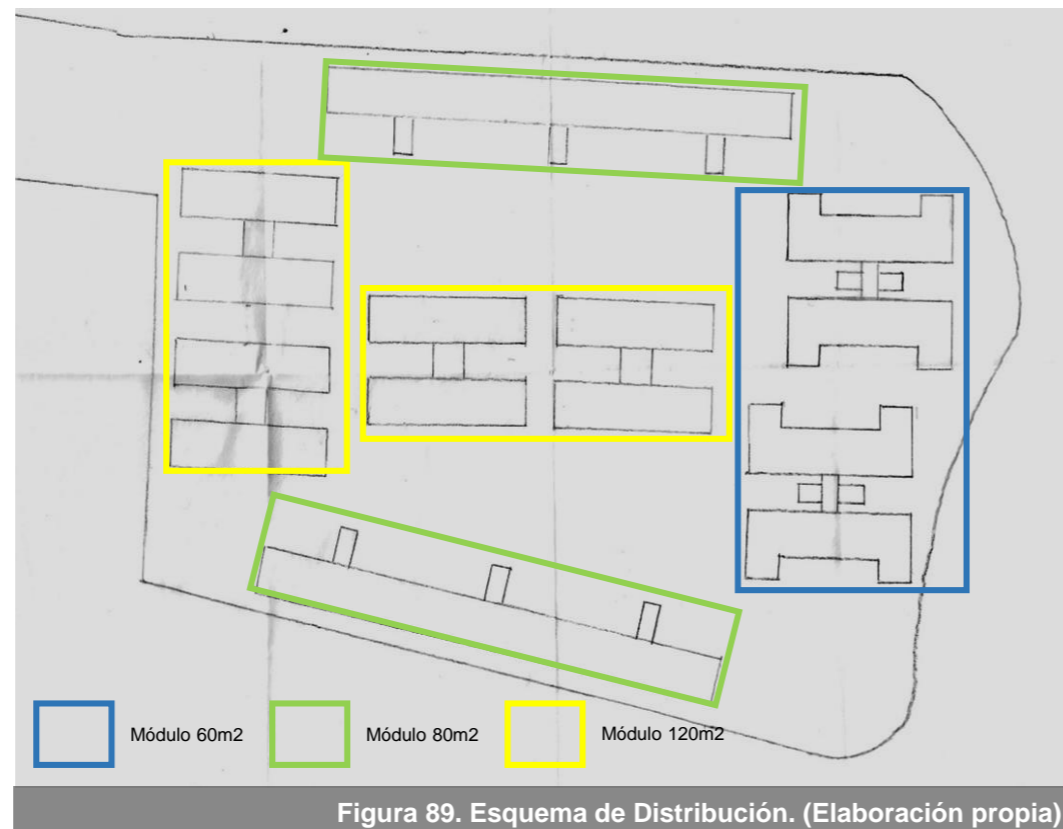 Módulo 60m2
Módulo 80m2
Módulo 120m2
Figura 89. Esquema de Distribución. (Elaboración propia)